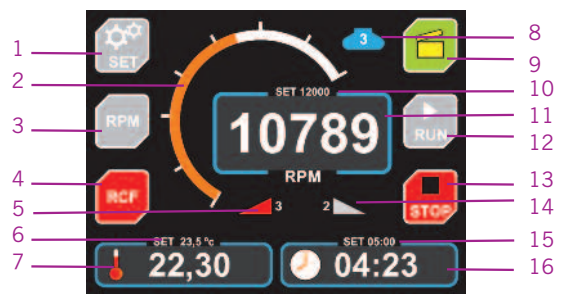 1
SET
2
3
RPM
4
RCF
5
6
7
3
8
9
10
SET 12000
11
10789
RPM
12
RUN
13
STOP
14
3
2
SET 23,5 ºc
22,30
SET 05:00
04:23
15
16